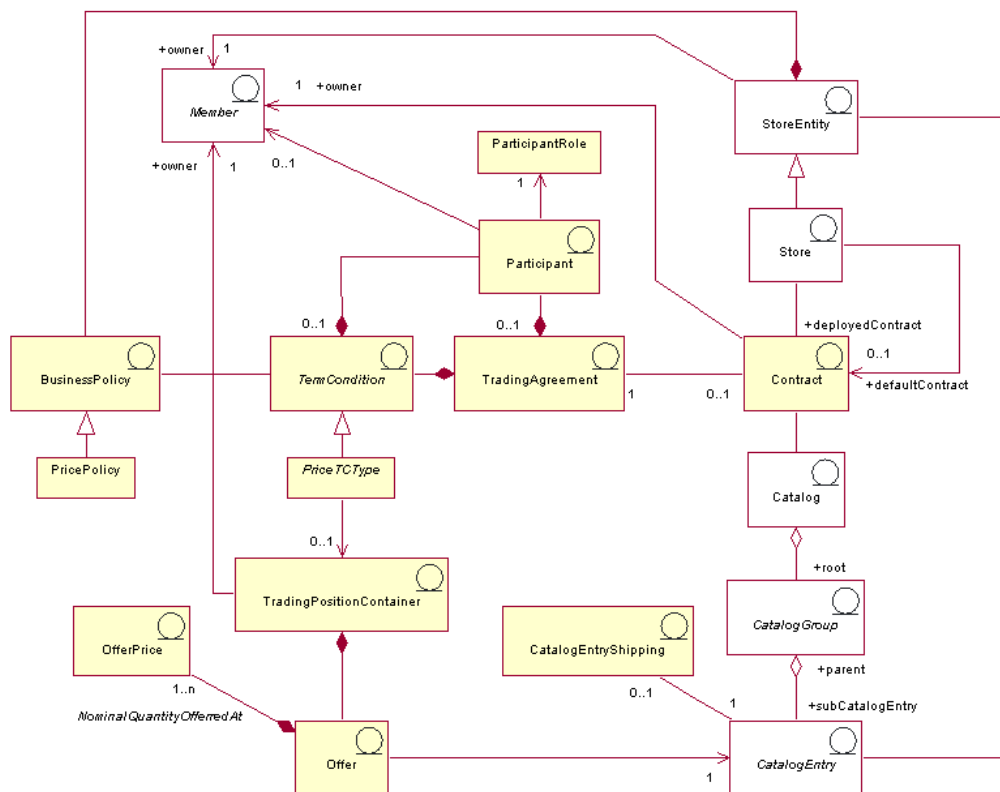 +owner
1
1
+owner
Member
StoreEntity
+owner
1
0..1
ParticipantRole
1
Participant
Store
0..1
0..1
+deployedContract
0..1
+defaultContract
BusinessPolicy
TermCondition
TradingAgreement
1
0..1
Contract
PricePolicy
PriceTCType
Catalog
0..1
+root
TradingPositionContainer
CatalogGroup
OfferPrice
CatalogEntryShipping
+parent
1..n
0..1
1
+subCatalogEntry
NominalQuantityOfferredAt
Offer
1
CatalogEntry